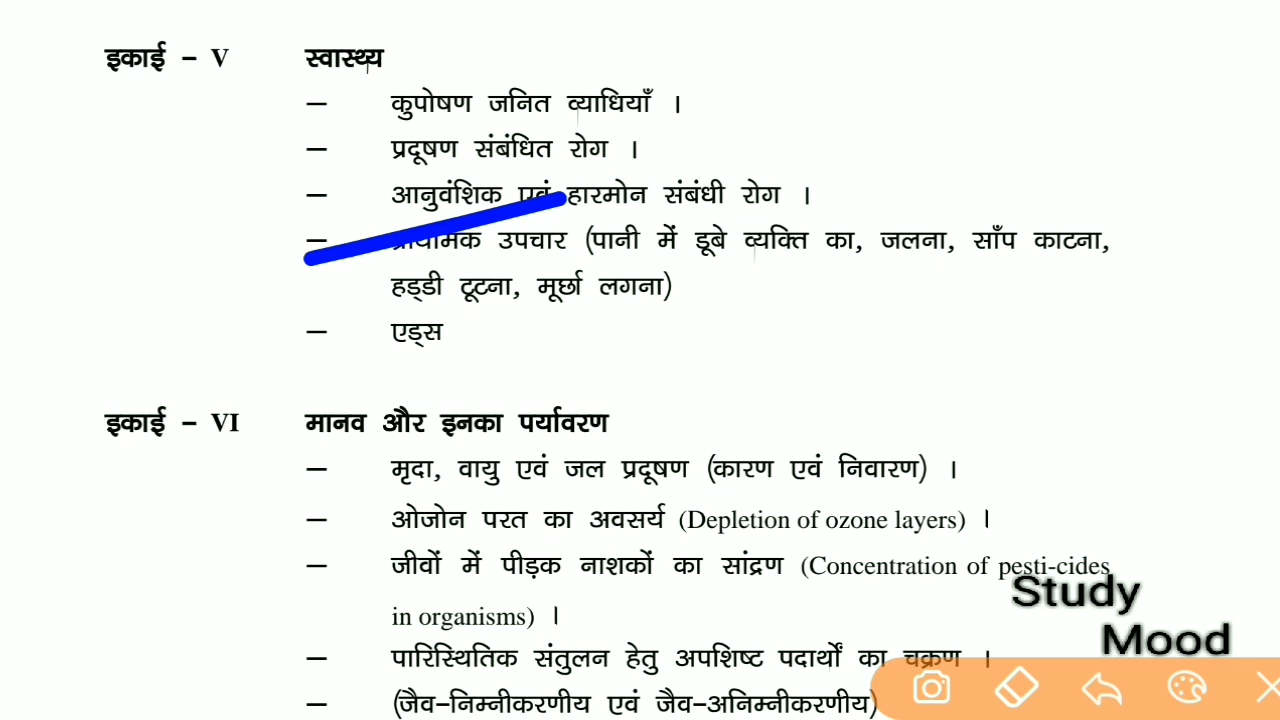 इकाई – V स्वास्थ्य
– कुपोषण जनित व्याधियाँ ।
– प्रदूषण संबंधित रोग ।
– आनुवंशिक एवं हारमोन संबंधी रोग ।
– प्राथमिक उपचार (पानी में डूबे व्यक्ति का, जलना, साँप काटना,
हड्डी टूटना, मूर्छा लगना)
– एड्स
इकाई – VI मानव और इनका पर्यावरण
– मृदा, वायु एवं जल प्रदूषण (कारण एवं निवारण) ।
– ओजोन परत का अवसर्य (Depletion of ozone layers) ।
– जीवों में पीड़क नाशकों का सांद्रण (Concentration of pesti-cides
in organisms) ।
– पारिस्थितिक संतुलन हेतु अपशिष्ट पदार्थों का चक्रण ।
– (जैव-निम्नीकरणीय एवं जैव-अनिम्नीकरणीय)
Study
Mood